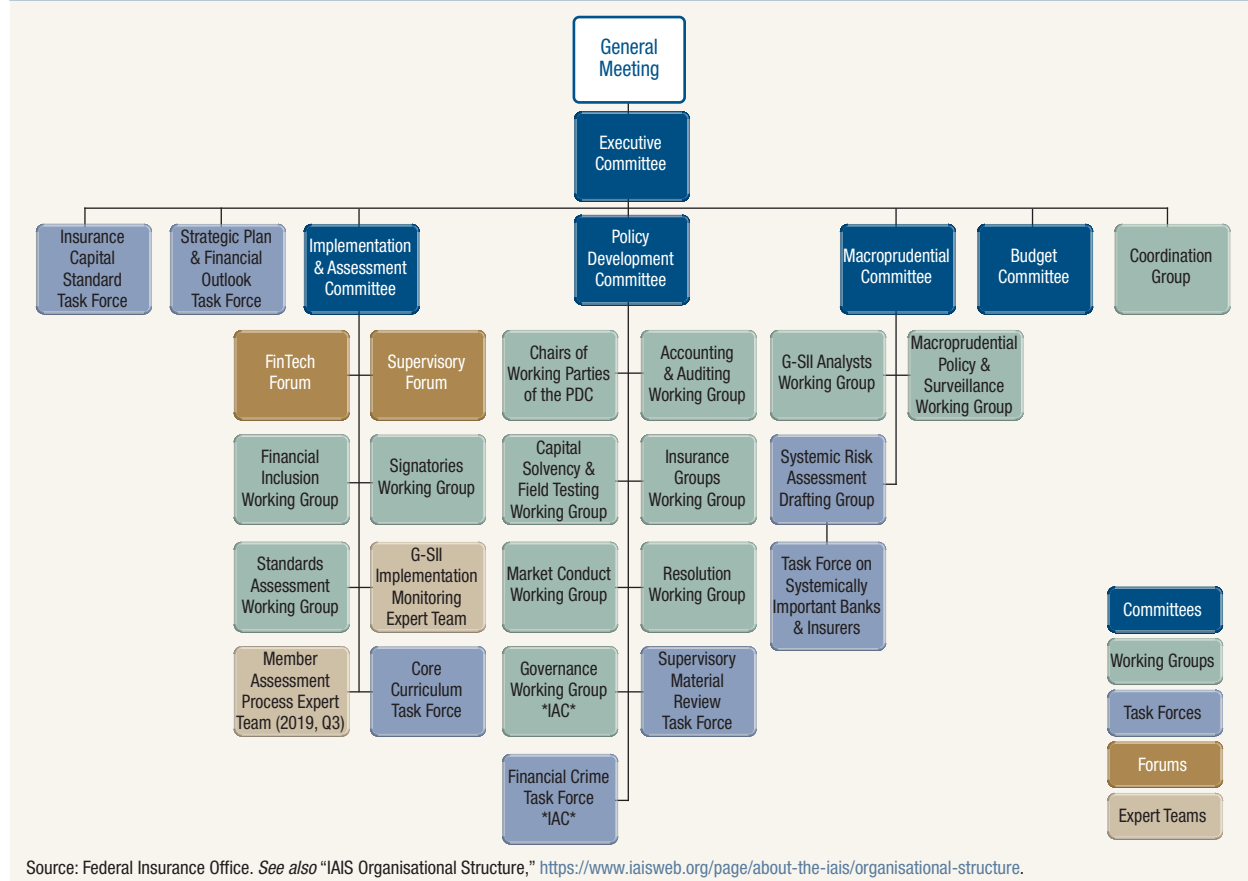 General
Meeting
Executive
Committee
Insurance
Capital
Standard
Task Force
Strategic Plan
& Financial
Outlook
Task Force
Implementation
& Assessment
Committee
Policy
Development
Committee
Macroprudential
Committee
Budget
Committee
Coordination
Group
FinTech
Forum
Supervisory
Forum
Chairs of
Working Parties
of the PDC
Accounting
& Auditing
Working Group
G-SII Analysts
Working Group
Macroprudential
Policy &
Surveillance
Working Group
Financial
Inclusion
Working Group
Signatories
Working Group
Capital
Solvency &
Field Testing
Working Group
Insurance
Groups
Working Group
Systemic Risk
Assessment
Drafting Group
Standards
Assessment
Working Group
G-SII
Implementation
Monitoring
Expert Team
Market Conduct
Working Group
Resolution
Working Group
Task Force on
Systemically
Important Banks
& Insurers
Member
Assessment
Process Expert
Team (2019, Q3)
Core
Curriculum
Task Force
Governance
Working Group
*IAC*
Supervisory
Material
Review
Task Force
Financial Crime
Task Force
*IAC*
Committees
Working Groups
Task Forces
Forums
Expert Teams
Source: Federal Insurance Office. See also “IAIS Organisational Structure,” https://www.iaisweb.org/page/about-the-iais/organisational-structure.